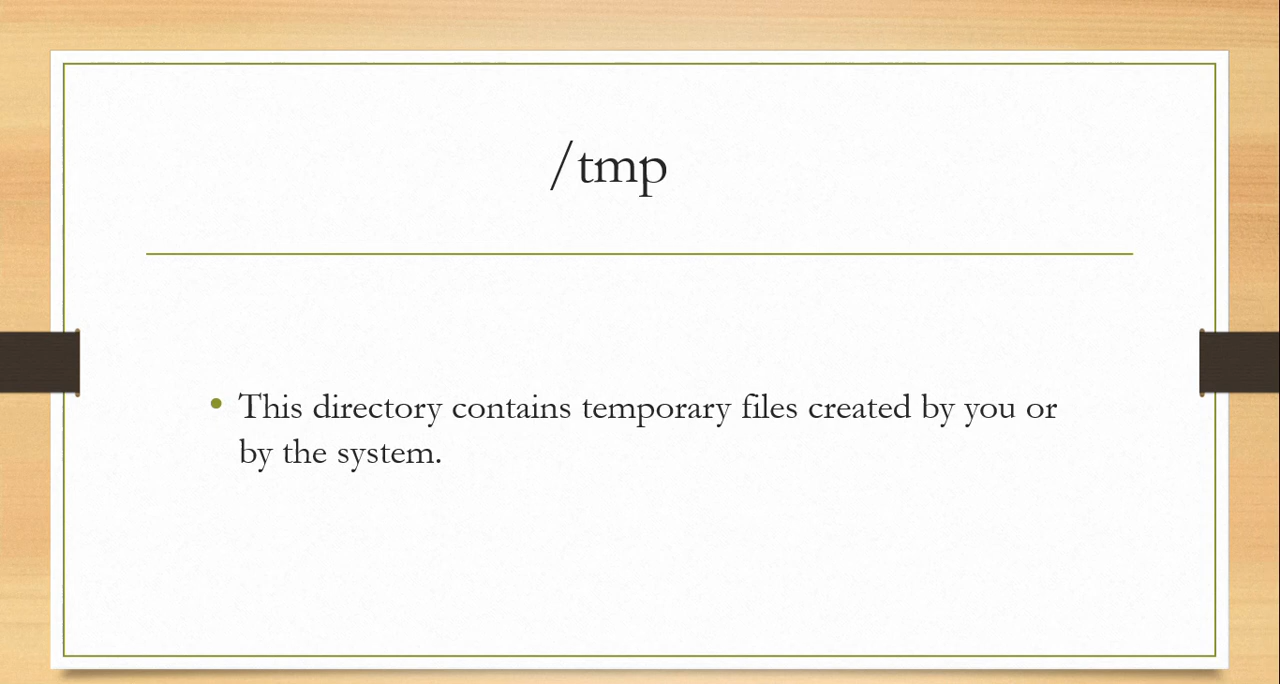 /tmp
• This directory contains temporary files created by you or
by the system.